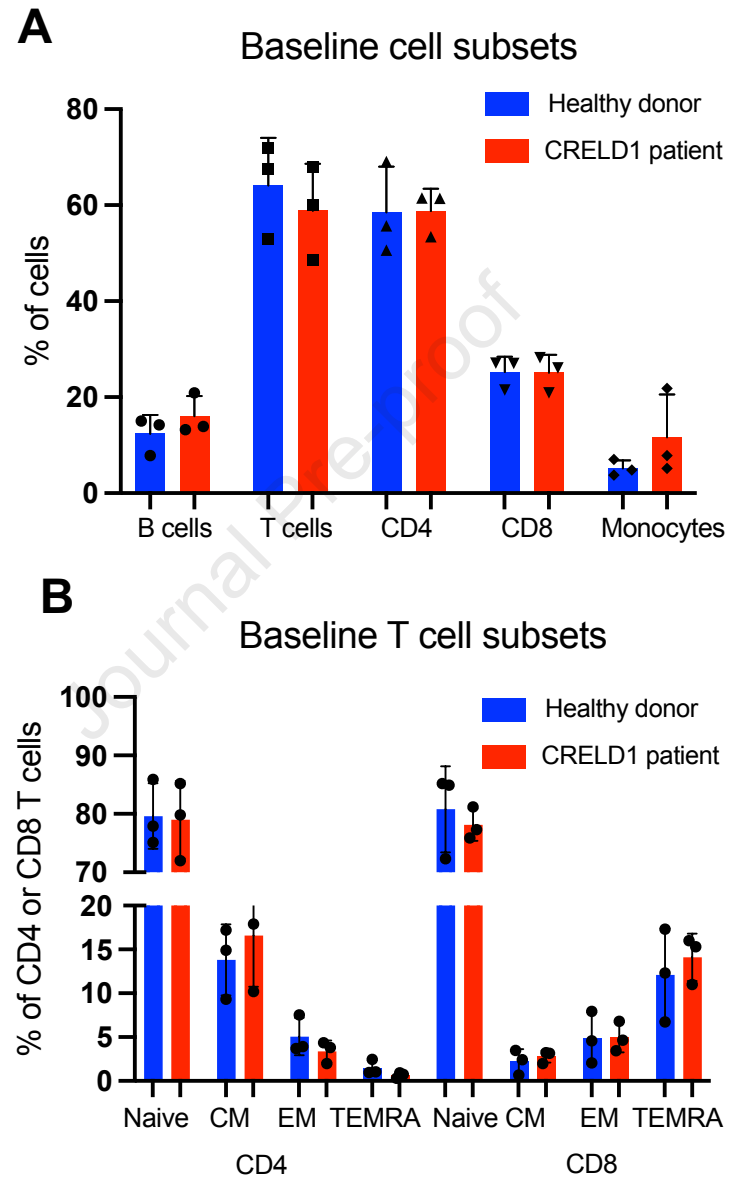 A
Baseline cell subsets
Healthy donor
CRELD1 patient
% of cells
80
60
40
20
0
B cells T cells CD4 CD8 Monocytes
Journal Pre-proof
B
Baseline T cell subsets
Healthy donor
CRELD1 patient
% of CD4 or CD8 T cells
100
90
80
70
20
15
10
5
0
Naive CM EM TEMRA Naive CM EM TEMRA
CD4 CD8